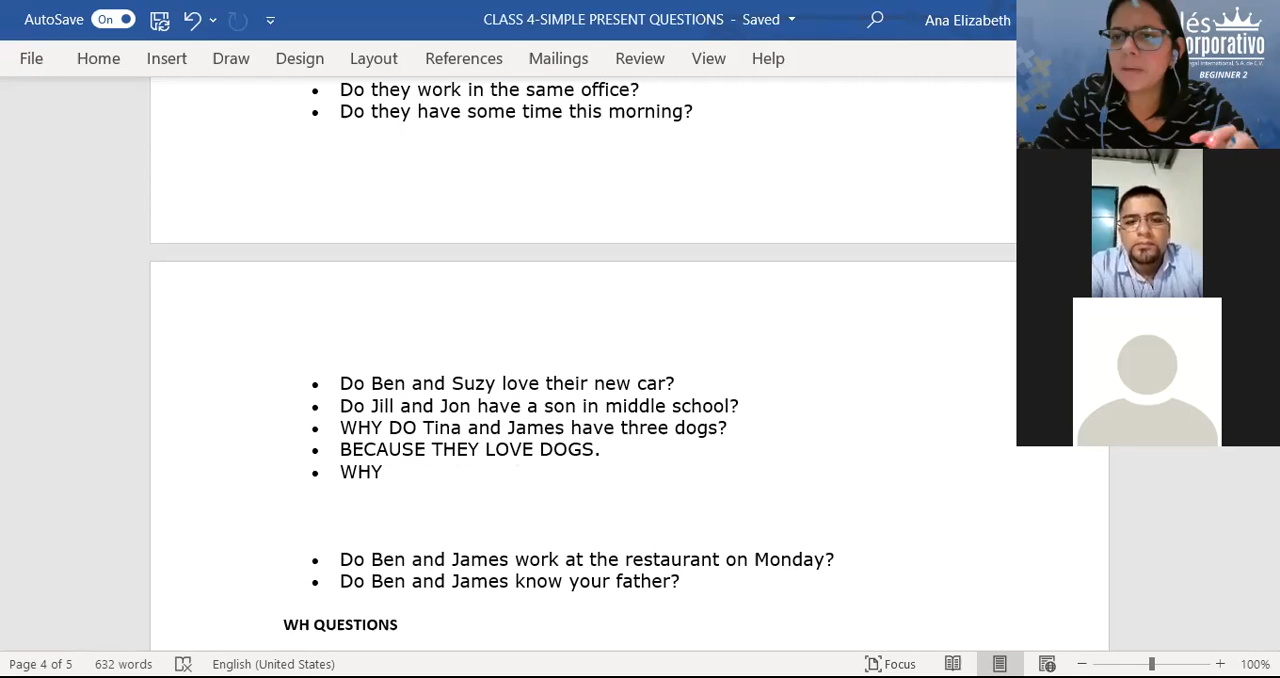 AutoSave On CLASS 4-SIMPLE PRESENT QUESTIONS - Saved Ana Elizabeth
File Home Insert Draw Design Layout References Mailings Review View Help
lés
orporativo
egal International, S.A. de C.V.
BEGINNER 2
• Do they work in the same office?
• Do they have some time this morning?
• Do Ben and Suzy love their new car?
• Do Jill and Jon have a son in middle school?
• WHY DO Tina and James have three dogs?
• BECAUSE THEY LOVE DOGS.
• WHY
• Do Ben and James work at the restaurant on Monday?
• Do Ben and James know your father?
WH QUESTIONS
Page 4 of 5 632 words English (United States) Focus 100%